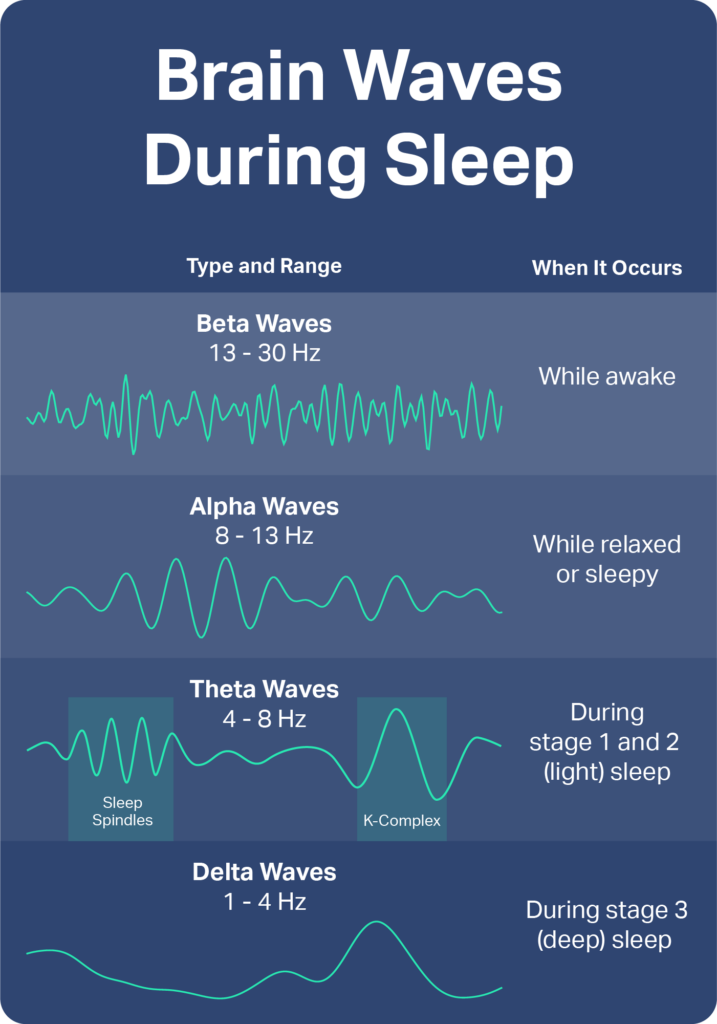 Brain Waves
During Sleep
Type and Range
When It Occurs
Beta Waves
13 - 30 Hz
While awake
Alpha Waves
8 - 13 Hz
While relaxed
or sleepy
Theta Waves
4 - 8 Hz
Sleep
Spindles
K-Complex
During
stage 1 and 2
(light) sleep
Delta Waves
1 - 4 Hz
During stage 3
(deep) sleep